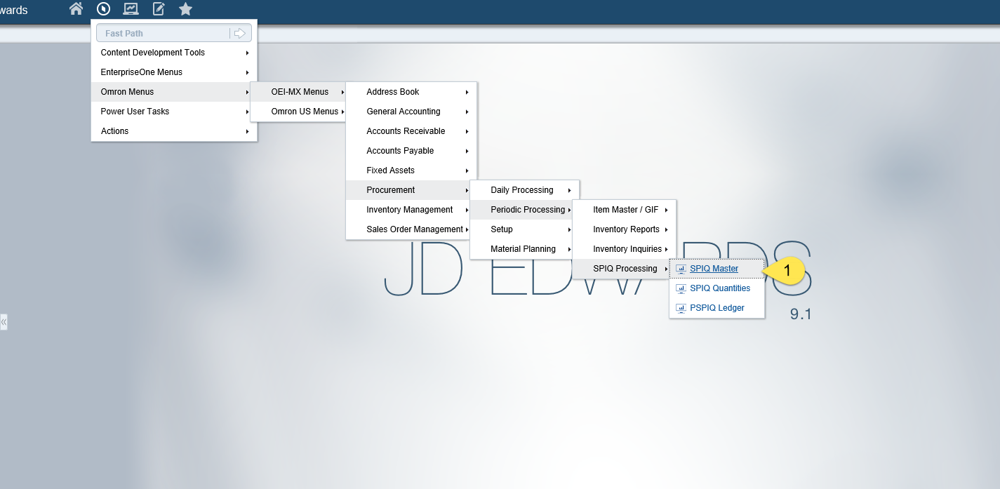 wards
Fast Path
Content Development Tools
EnterpriseOne Menus
Omron Menus
Power User Tasks
Actions
OEI-MX Menus
Omron US Menus
Address Book
General Accounting
Accounts Receivable
Accounts Payable
Fixed Assets
Procurement
Inventory Management
Sales Order Management
Daily Processing
Periodic Processing
Setup
Material Planning
Item Master / GIF
Inventory Reports
Inventory Inquiries
SPIQ Processing
SPIQ Master
SPIQ Quantities
PSPIQ Ledger
1
JD EDWARDS
9.1